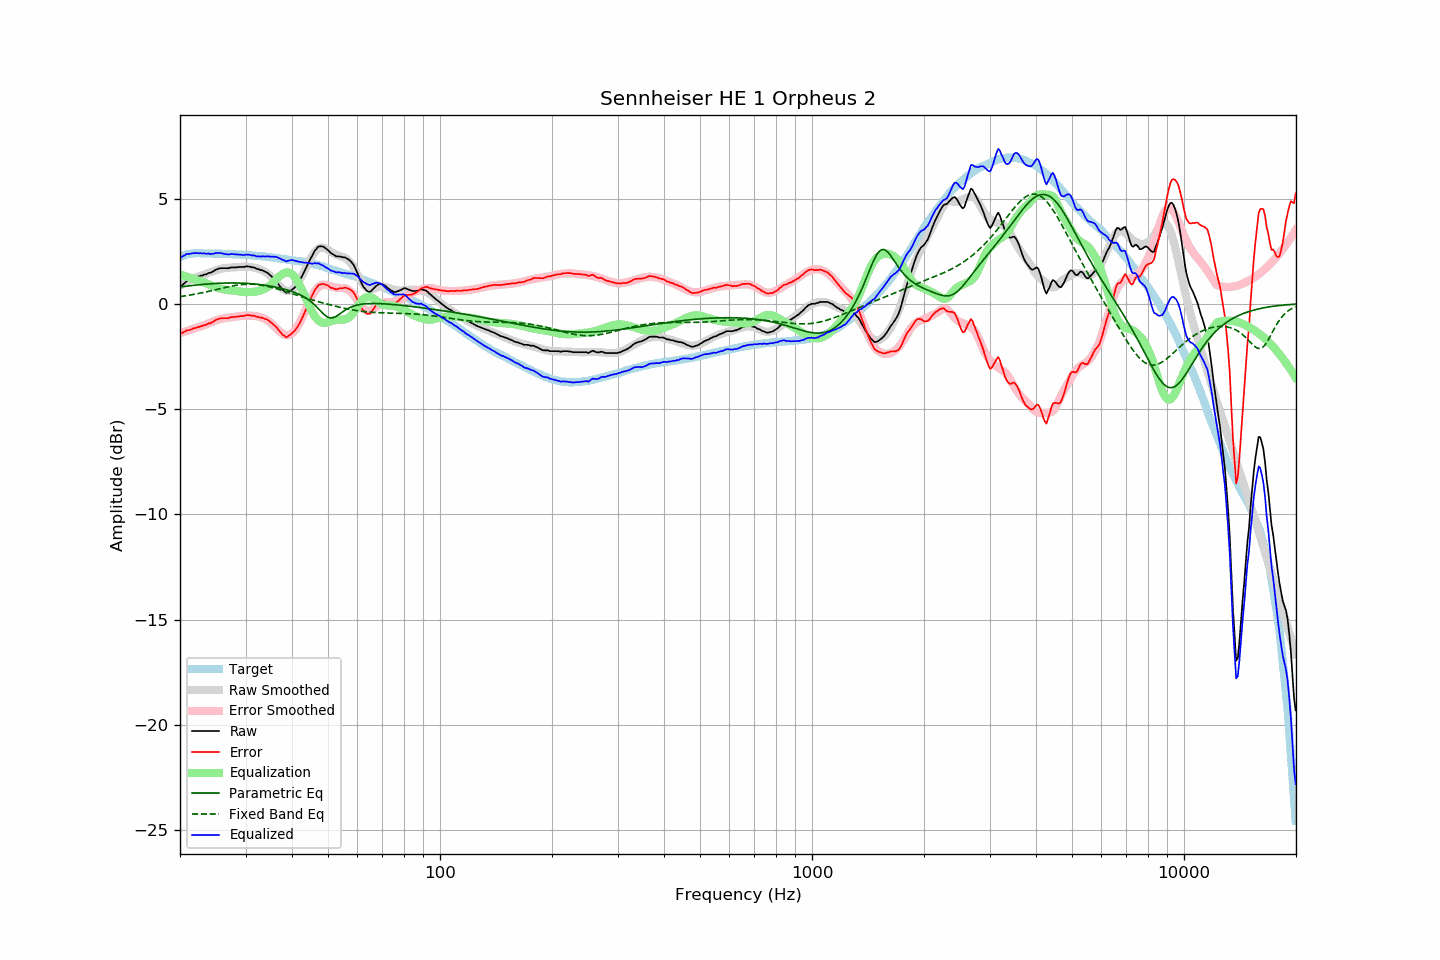 Sennheiser HE 1 Orpheus 2
Amplitude (dBr)
5
0
−5
−10
−15
−20
−25
Target
Raw Smoothed
Error Smoothed
Raw
Error
Equalization
Parametric Eq
Fixed Band Eq
Equalized
100
1000
10000
Frequency (Hz)